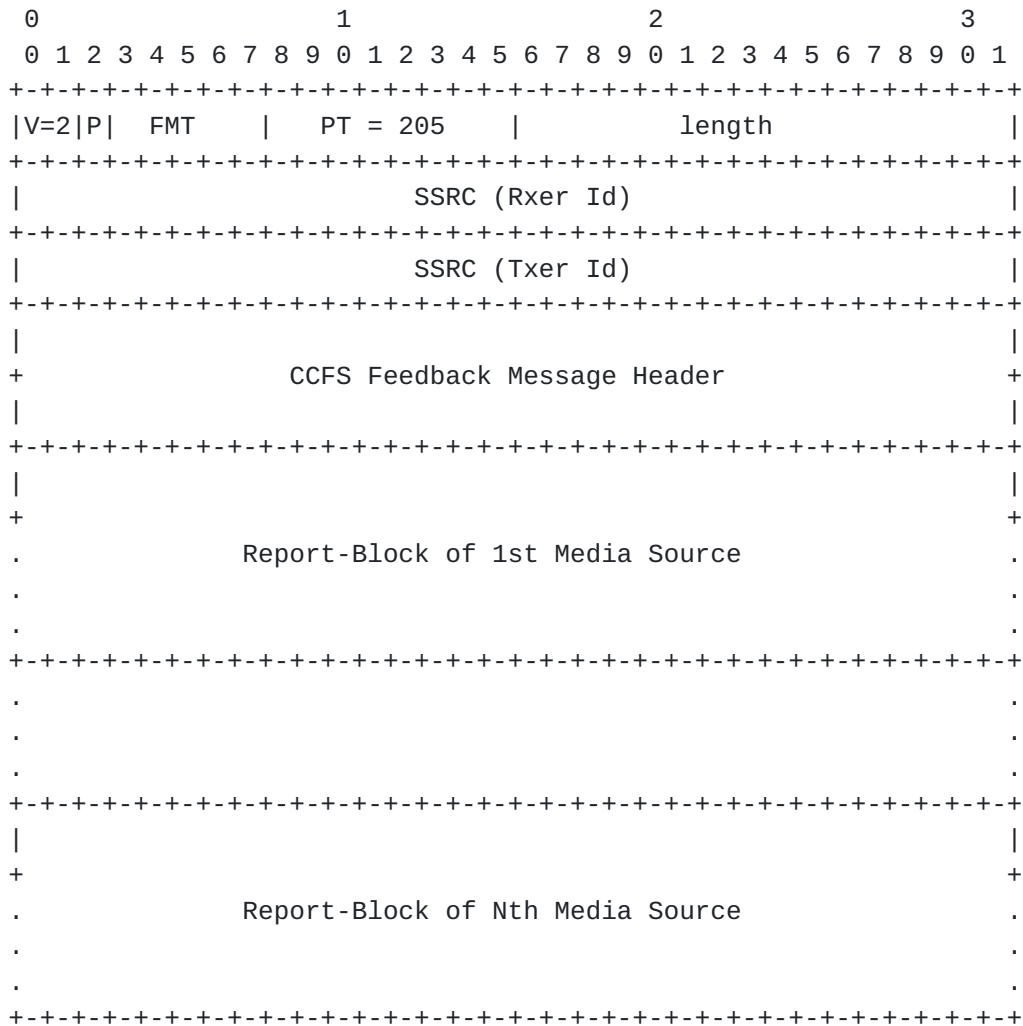 0                   1                   2                   3
 0 1 2 3 4 5 6 7 8 9 0 1 2 3 4 5 6 7 8 9 0 1 2 3 4 5 6 7 8 9 0 1
+-+-+-+-+-+-+-+-+-+-+-+-+-+-+-+-+-+-+-+-+-+-+-+-+-+-+-+-+-+-+-+-+
|V=2|P|  FMT    |   PT = 205    |          length               |
+-+-+-+-+-+-+-+-+-+-+-+-+-+-+-+-+-+-+-+-+-+-+-+-+-+-+-+-+-+-+-+-+
|                         SSRC (Rxer Id)                        |
+-+-+-+-+-+-+-+-+-+-+-+-+-+-+-+-+-+-+-+-+-+-+-+-+-+-+-+-+-+-+-+-+
|                         SSRC (Txer Id)                        |
+-+-+-+-+-+-+-+-+-+-+-+-+-+-+-+-+-+-+-+-+-+-+-+-+-+-+-+-+-+-+-+-+
|                                                               |
+                 CCFS Feedback Message Header                  +
|                                                               |
+-+-+-+-+-+-+-+-+-+-+-+-+-+-+-+-+-+-+-+-+-+-+-+-+-+-+-+-+-+-+-+-+
|                                                               |
+                                                               +
.              Report-Block of 1st Media Source                 .
.                                                               .
.                                                               .
+-+-+-+-+-+-+-+-+-+-+-+-+-+-+-+-+-+-+-+-+-+-+-+-+-+-+-+-+-+-+-+-+
.                                                               .
.                                                               .
.                                                               .
+-+-+-+-+-+-+-+-+-+-+-+-+-+-+-+-+-+-+-+-+-+-+-+-+-+-+-+-+-+-+-+-+
|                                                               |
+                                                               +
.              Report-Block of Nth Media Source                 .
.                                                               .
.                                                               .
+-+-+-+-+-+-+-+-+-+-+-+-+-+-+-+-+-+-+-+-+-+-+-+-+-+-+-+-+-+-+-+-+